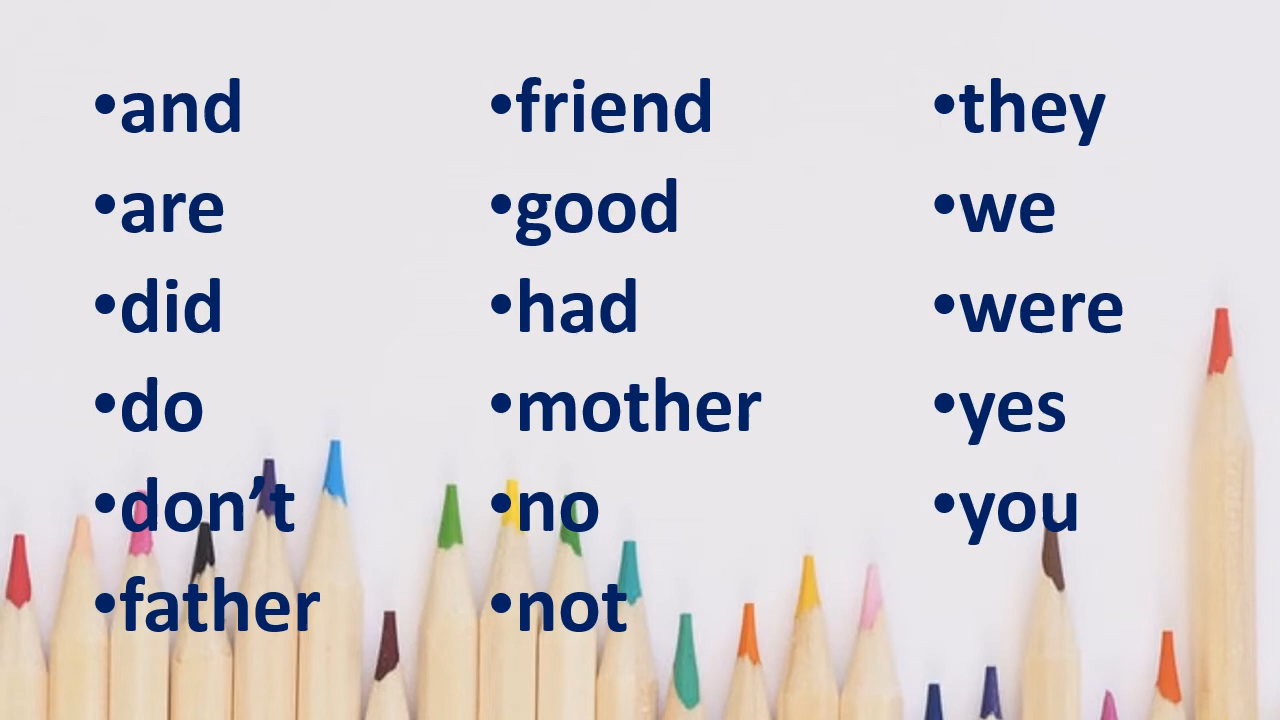 •and
•are
•did
•do
•don’t
•father
•friend
•good
•had
•mother
•no
•not
•they
•we
•were
•yes
•you